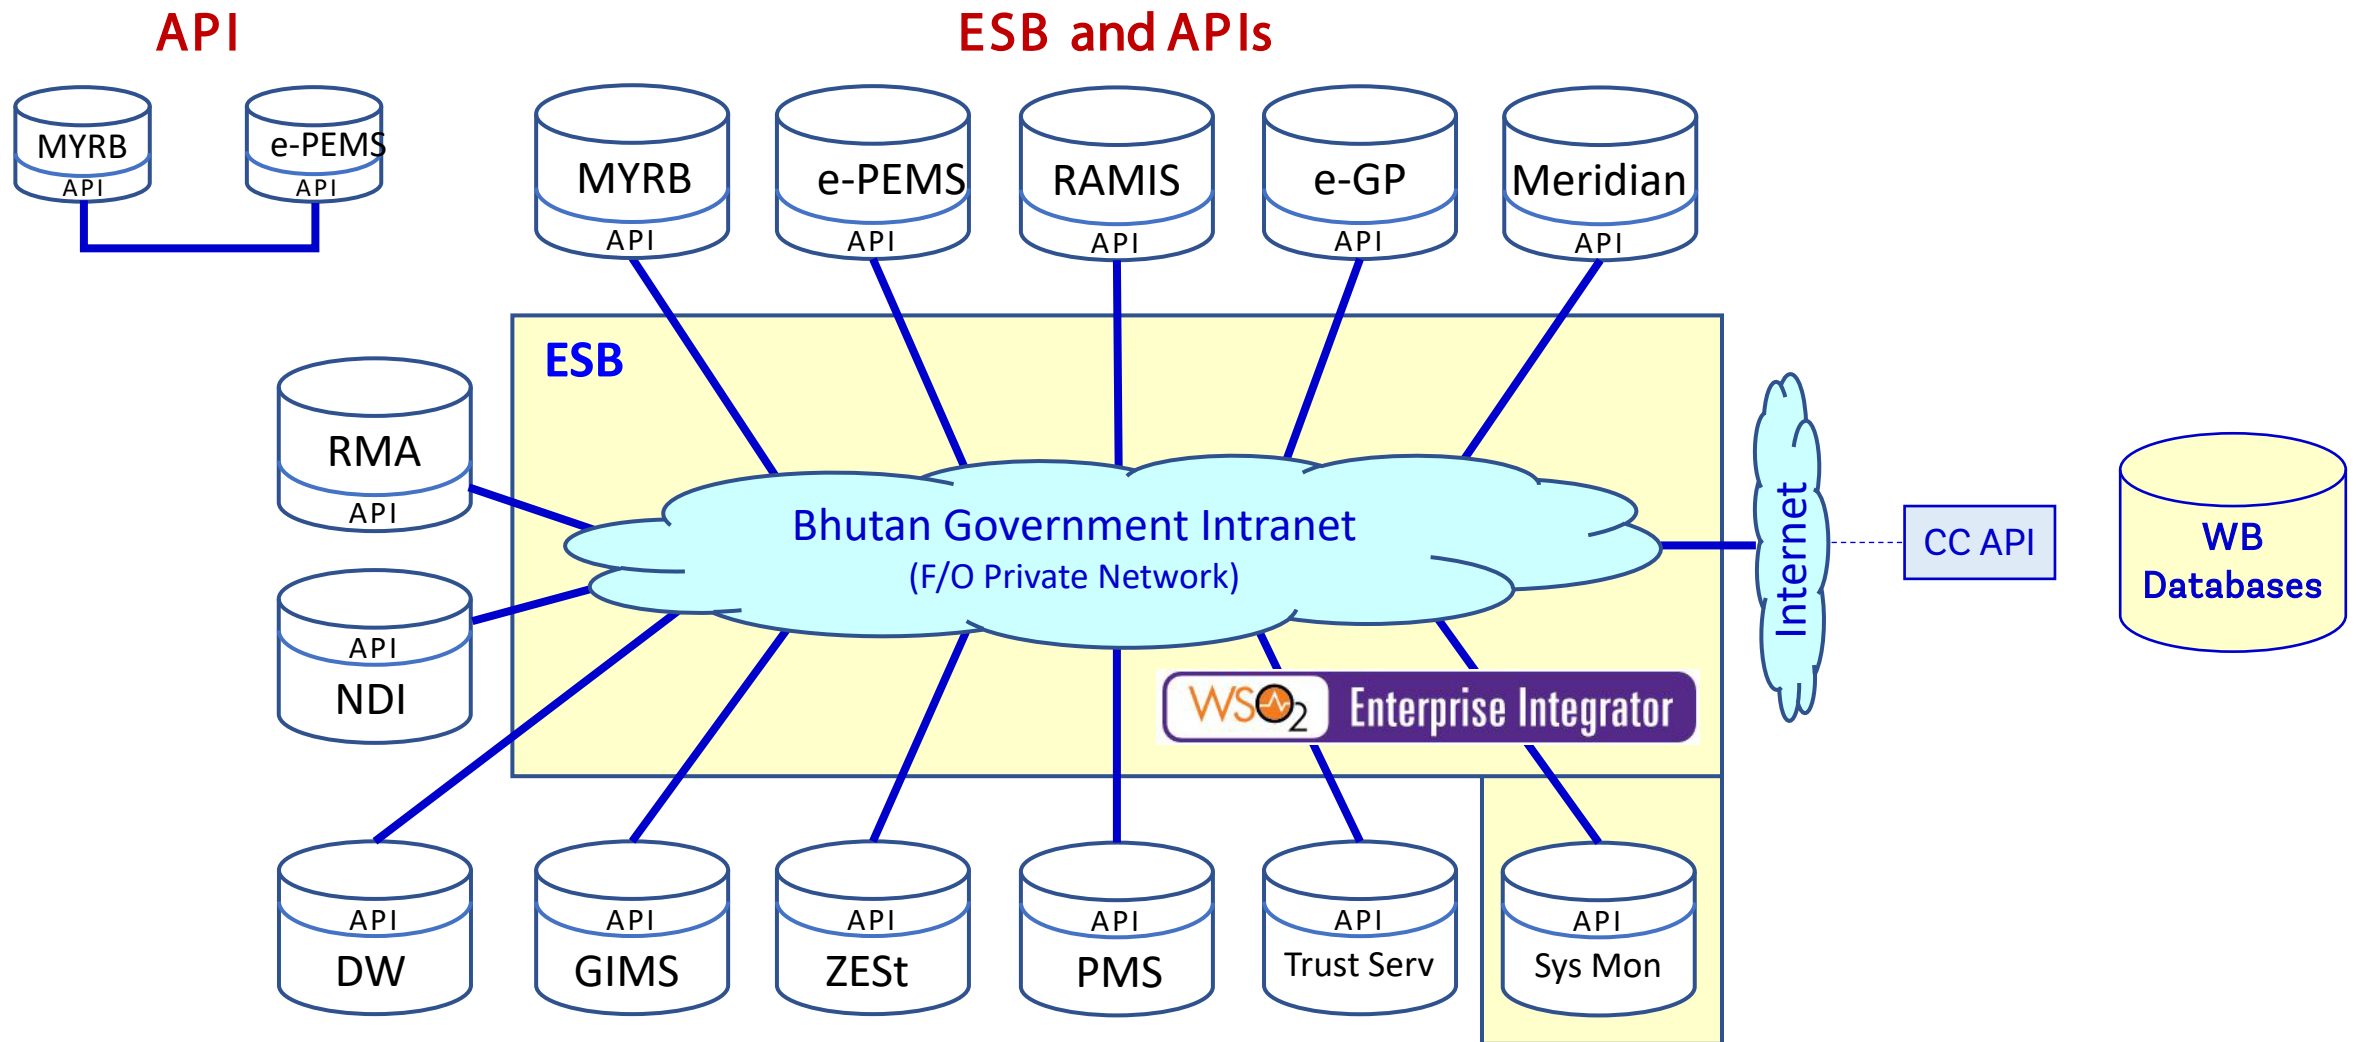 API
ESB and APIs
MYRB
API
e-PEMS
API
MYRB
API
e-PEMS
API
RAMIS
API
e-GP
API
Meridian
API
ESB
RMA
API
Bhutan Government Intranet
(F/O Private Network)
Internet
CC API
WB
Databases
API
NDI
WSO2 Enterprise Integrator
API
DW
API
GIMS
API
ZESt
API
PMS
API
Trust Serv
API
Sys Mon